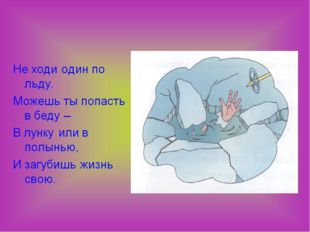 Не ходи один по
льду.
Можешь ты попасть
в беду –
В лунку или в
полынью,
И загубишь жизнь
свою.